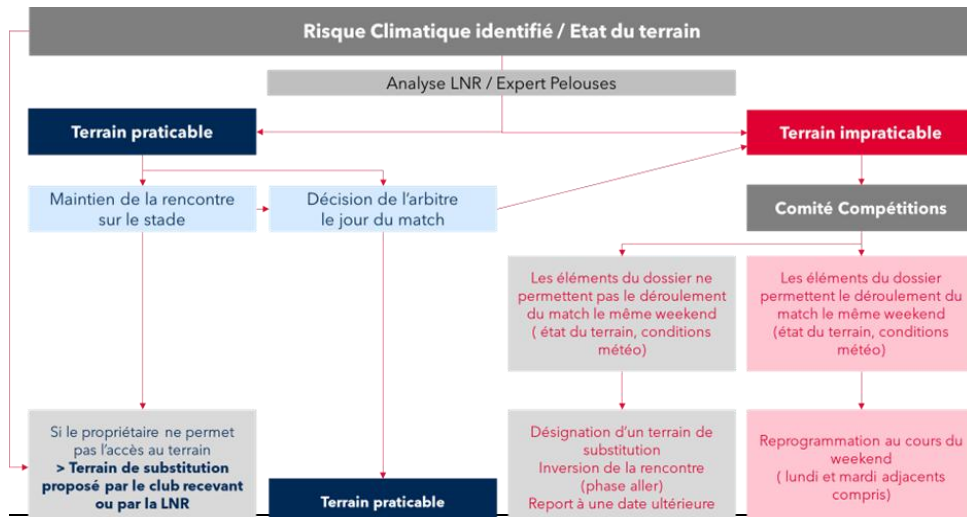 Risque Climatique identifié / Etat du terrain
Analyse LNR / Expert Pelouses
Terrain praticable
Terrain impraticable
Maintien de la rencontre
sur le stade
Décision de l'arbitre
le jour du match
Comité Compétitions
Les éléments du dossier ne
permettent pas le déroulement
du match le même weekend
( état du terrain, conditions
météo)
Les éléments du dossier
permettent le déroulement du
match le même weekend
(état du terrain, conditions
météo)
Si le propriétaire ne permet
pas l'accès au terrain
> Terrain de substitution
proposé par le club recevant
ou par la LNR
Terrain praticable
Désignation d'un terrain de
substitution
Inversion de la rencontre
(phase aller)
Report à une date ultérieure
Reprogrammation au cours du
weekend
( lundi et mardi adjacents
compris)